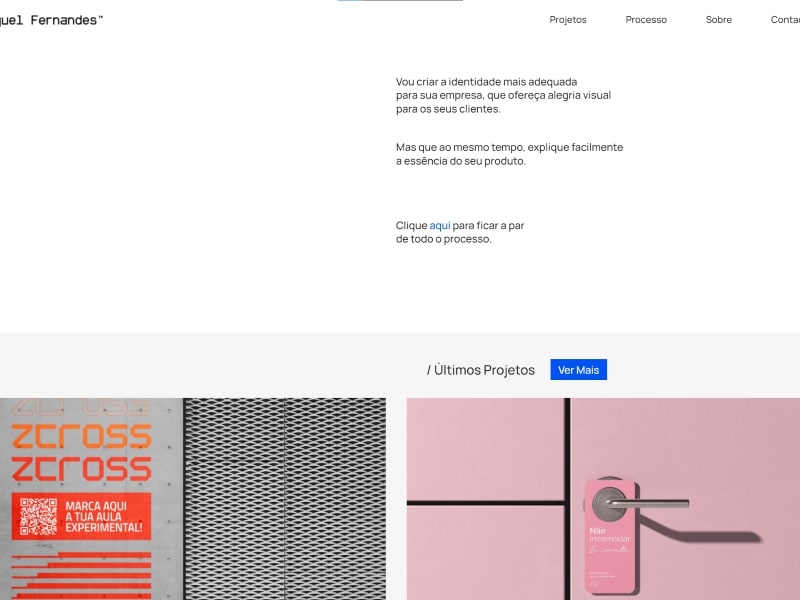 uel Fernandes™
Projetos
Processo
Sobre
Contac
Vou criar a identidade mais adequada
para sua empresa, que ofereça alegria visual
para os seus clientes.
Mas que ao mesmo tempo, explique facilmente
a essência do seu produto.
Clique aqui para ficar a par
de todo o processo.
/ Últimos Projetos
Ver Mais
zcross
zcross
zcross
MARCA AQUI
A TUA AULA
EXPERIMENTAL!
Não
Incomodar